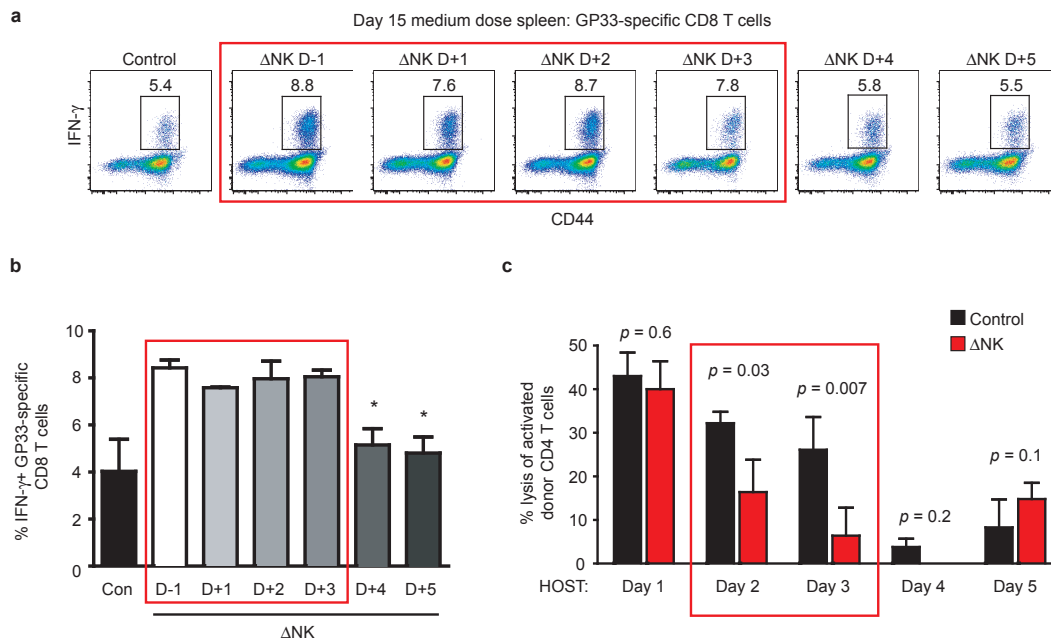 a
Day 15 medium dose spleen: GP33-specific CD8 T cells
Control
ΔNK D-1
ΔNK D+1
ΔNK D+2
ΔNK D+3
ΔNK D+4
ΔNK D+5
5.4
8.8
7.6
8.7
7.8
5.8
5.5
IFN-γ
CD44
b
% IFN-γ+ GP33-specific
CD8 T cells
10
8
6
4
2
0
*
*
Con
D-1
D+1
D+2
D+3
D+4
D+5
ΔNK
c
Control
ΔNK
% lysis of activated
donor CD4 T cells
50
40
30
20
10
0
p = 0.6
p = 0.03
p = 0.007
p = 0.2
p = 0.1
HOST:
Day 1
Day 2
Day 3
Day 4
Day 5